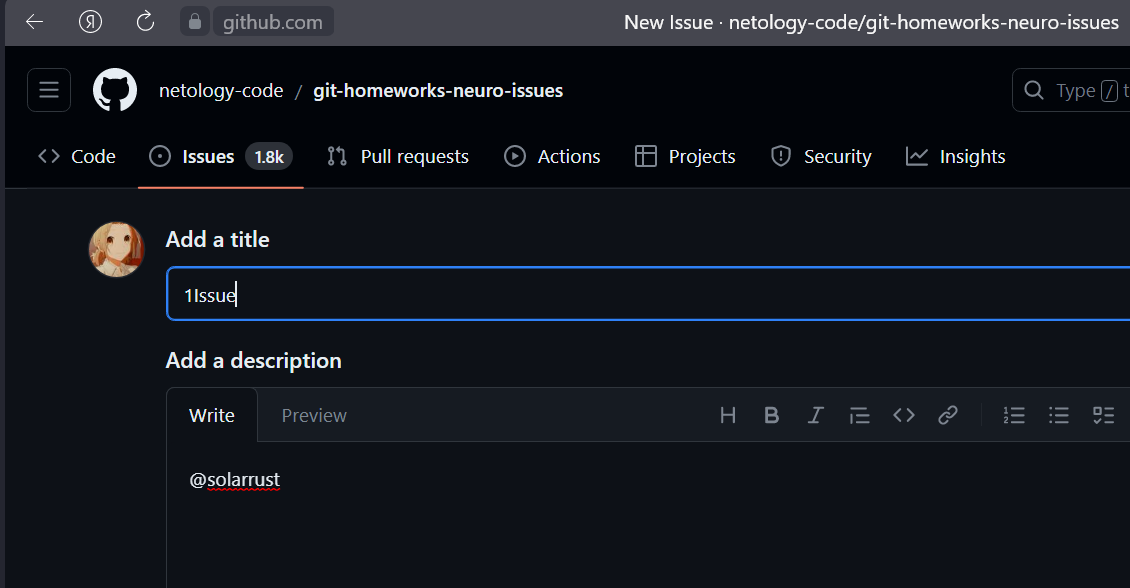 Я github.com New Issue · netology-code/git-homeworks-neuro-issues
netology-code / git-homeworks-neuro-issues Type / t
Code Issues 1.8k Pull requests Actions Projects Security Insights
Add a title
1Issue
Add a description
Write Preview H B I
@solarrust